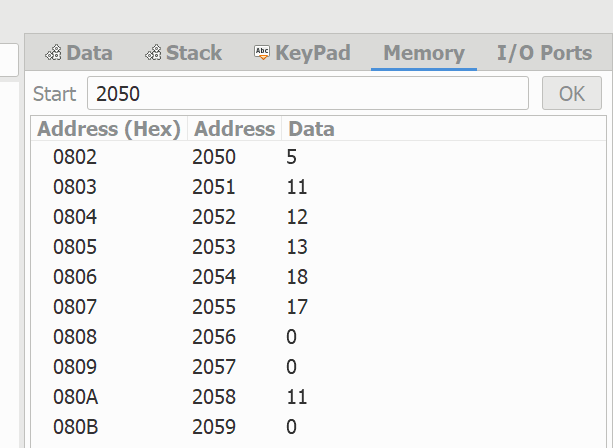 Data Stack Abc KeyPad Memory I/O Ports
Start 2050 OK
Address (Hex) Address Data
0802 2050 5
0803 2051 11
0804 2052 12
0805 2053 13
0806 2054 18
0807 2055 17
0808 2056 0
0809 2057 0
080A 2058 11
080B 2059 0